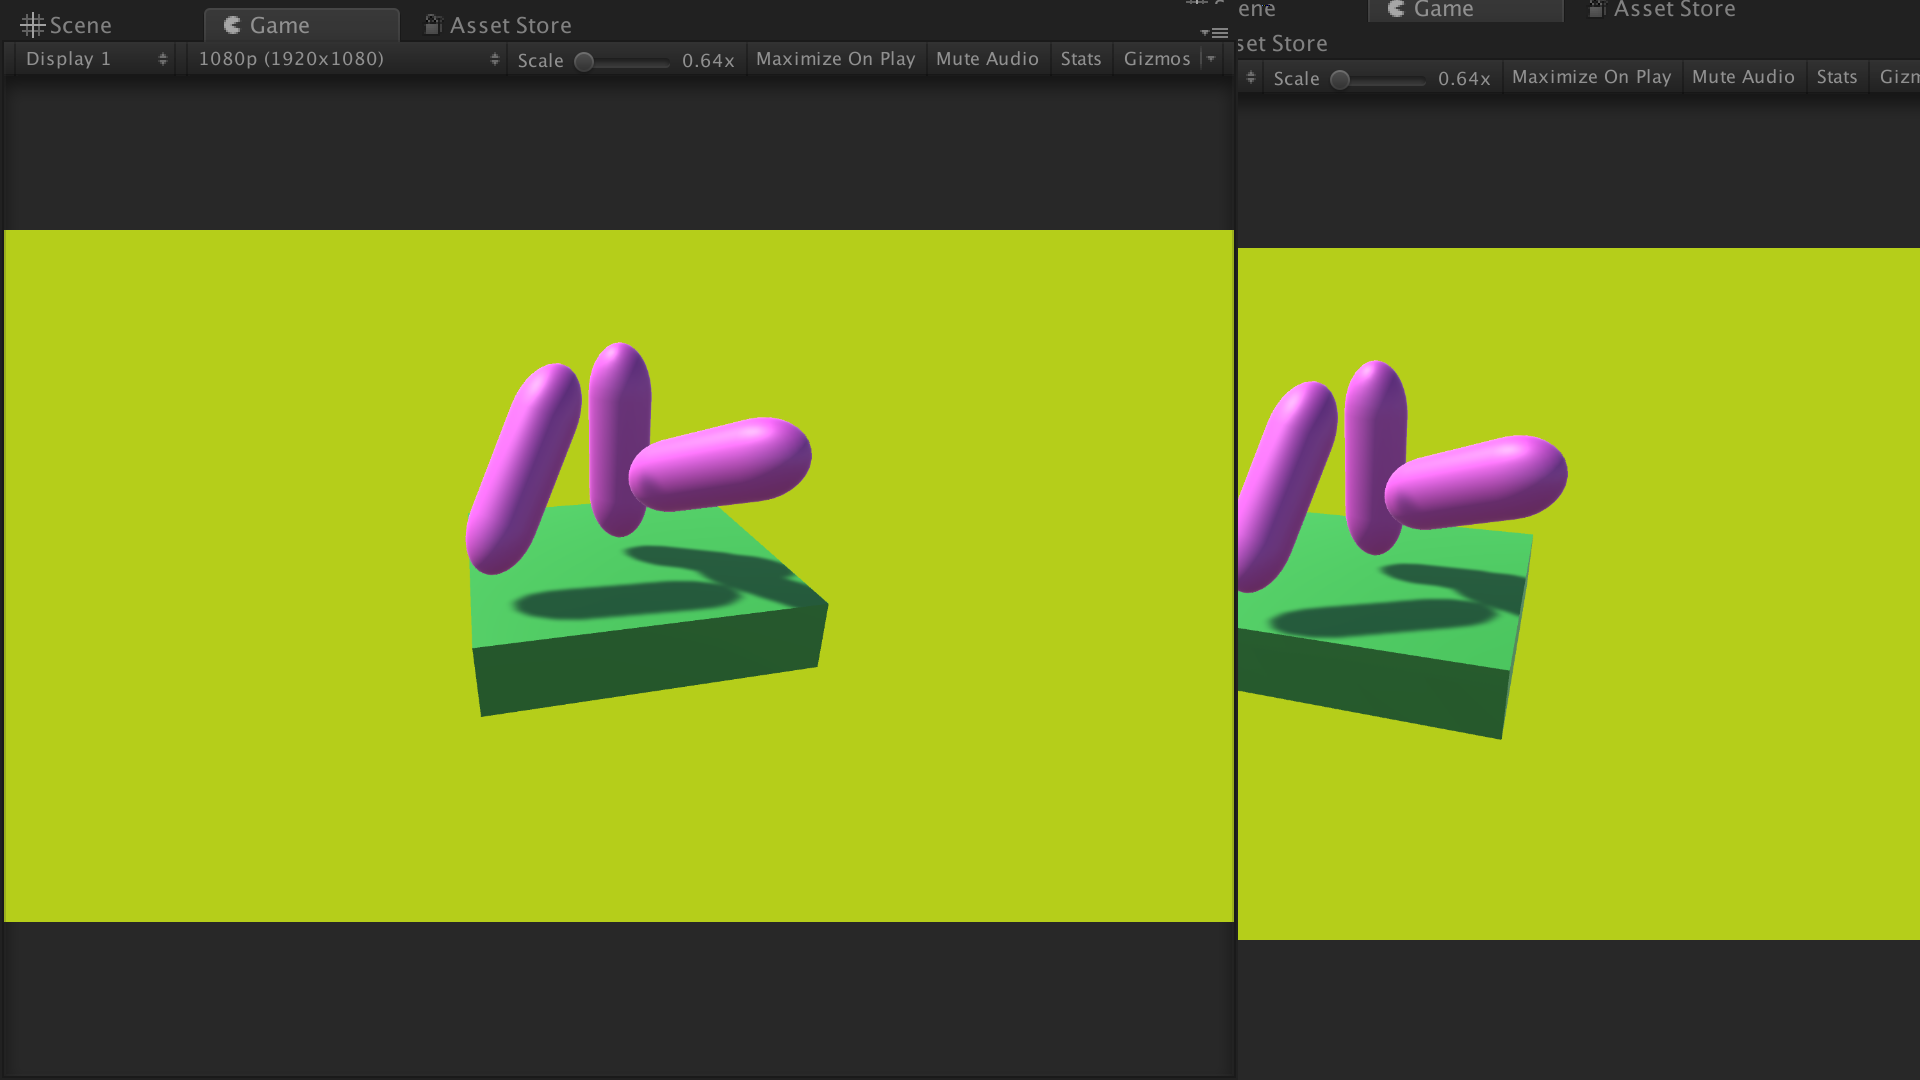 Scene Game Asset Store
Display 1 1080p (1920x1080) Scale 0.64x Maximize On Play Mute Audio Stats Gizmos
ene Game Asset Store
set Store
Scale 0.64x Maximize On Play Mute Audio Stats Gizm